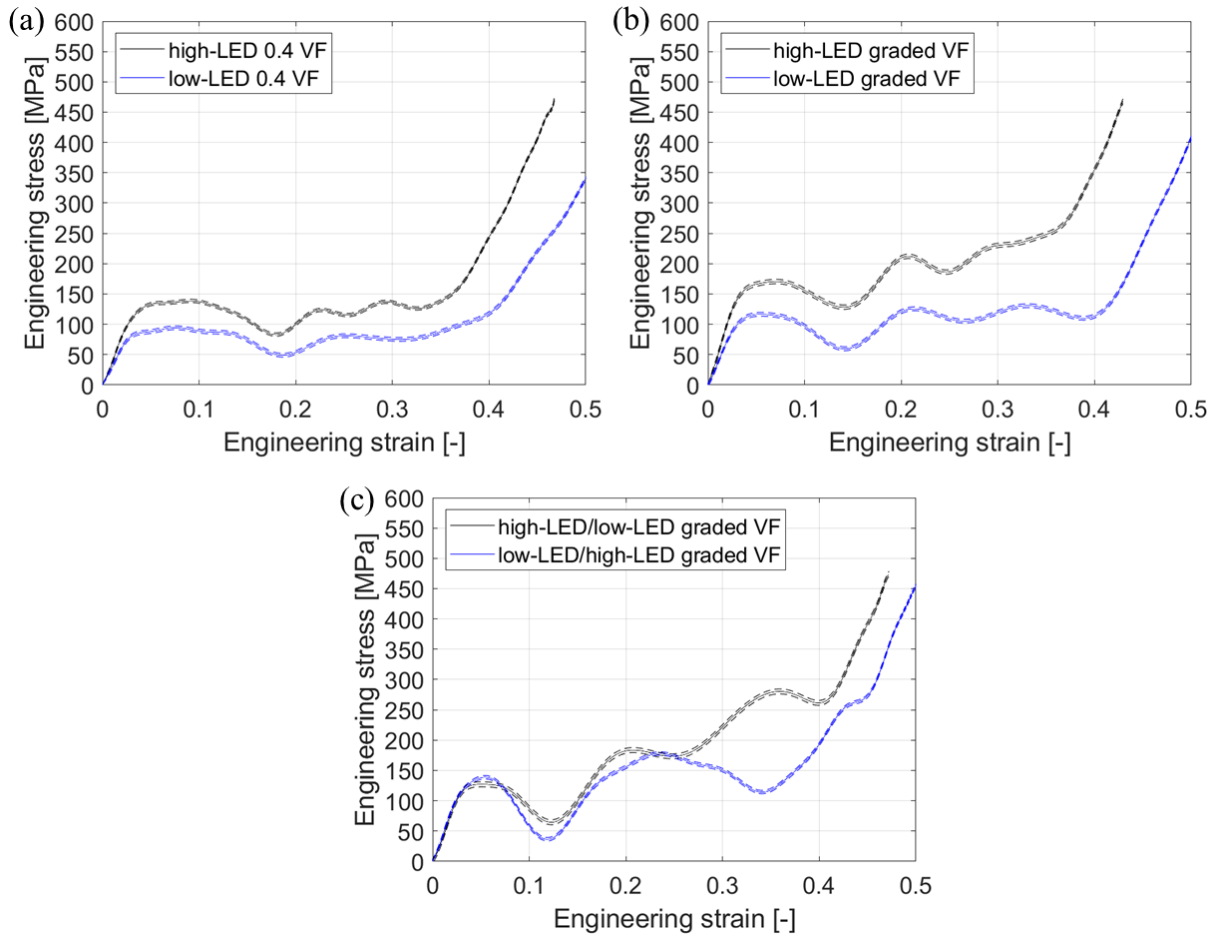 (a)
600
550
500
450
400
350
300
250
200
150
100
50
0
Engineering stress [MPa]
high-LED 0.4 VF
low-LED 0.4 VF
0 0.1 0.2 0.3 0.4 0.5
Engineering strain [-]
(b)
600
550
500
450
400
350
300
250
200
150
100
50
0
Engineering stress [MPa]
high-LED graded VF
low-LED graded VF
0 0.1 0.2 0.3 0.4 0.5
Engineering strain [-]
(c)
600
550
500
450
400
350
300
250
200
150
100
50
0
Engineering stress [MPa]
high-LED/low-LED graded VF
low-LED/high-LED graded VF
0 0.1 0.2 0.3 0.4 0.5
Engineering strain [-]